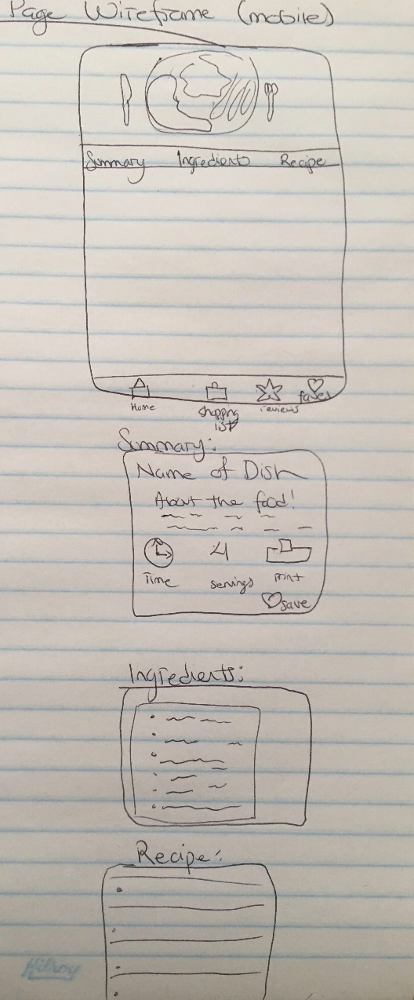 Page Wireframe (mobile)
Summary Ingredients Recipe
Home shopping list reviews faves
Summary:
Name of Dish
About the food!
Time 4 servings print
save
Ingredients:
Recipe:
Hilroy